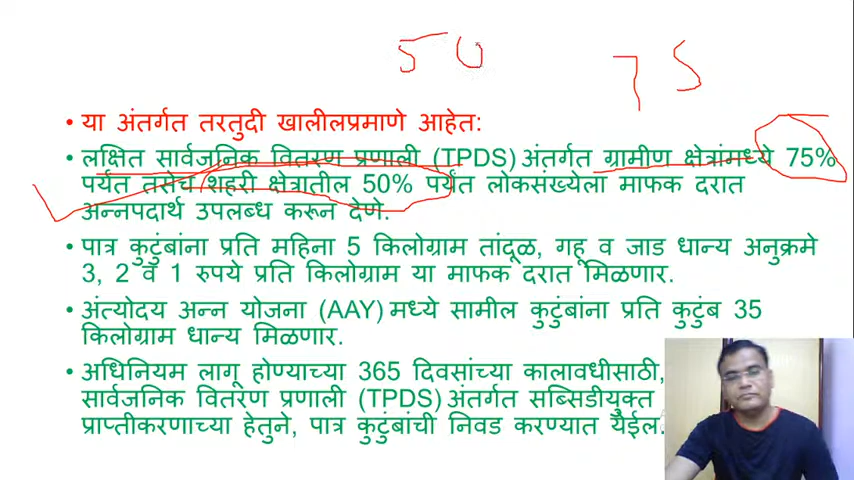 50 75
• या अंतर्गत तरतुदी खालीलप्रमाणे आहेत:
• लक्षित सार्वजनिक वितरण प्रणाली (TPDS) अंतर्गत ग्रामीण क्षेत्रांमध्ये 75%
पर्यंत तसेच शहरी क्षेत्रातील 50% पर्यंत लोकसंख्येला माफक दरात
अन्नपदार्थ उपलब्ध करून देणे.
• पात्र कुटुंबांना प्रति महिना 5 किलोग्राम तांदूळ, गहू व जाड धान्य अनुक्रमे
3, 2 व 1 रुपये प्रति किलोग्राम या माफक दरात मिळणार.
• अंत्योदय अन्न योजना (AAY) मध्ये सामील कुटुंबांना प्रति कुटुंब 35
किलोग्राम धान्य मिळणार.
• अधिनियम लागू होण्याच्या 365 दिवसांच्या कालावधीसाठी,
सार्वजनिक वितरण प्रणाली (TPDS) अंतर्गत सब्सिडीयुक्त
प्राप्तीकरणाच्या हेतुने, पात्र कुटुंबांची निवड करण्यात येईल.